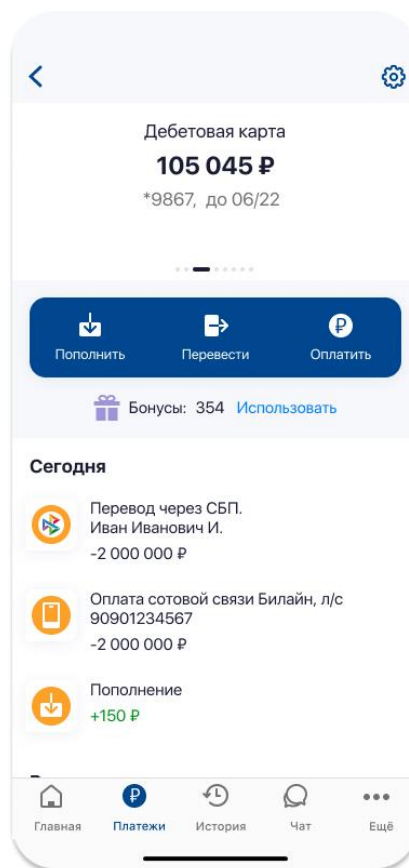 Дебетовая карта
105 045 ₽
*9867, до 06/22
Пополнить Перевести Оплатить
Бонусы: 354 Использовать
Сегодня
Перевод через СБП.
Иван Иванович И.
-2 000 000 ₽
Оплата сотовой связи Билайн, л/с
90901234567
-2 000 000 ₽
Пополнение
+150 ₽
Главная Платежи История Чат Ещё